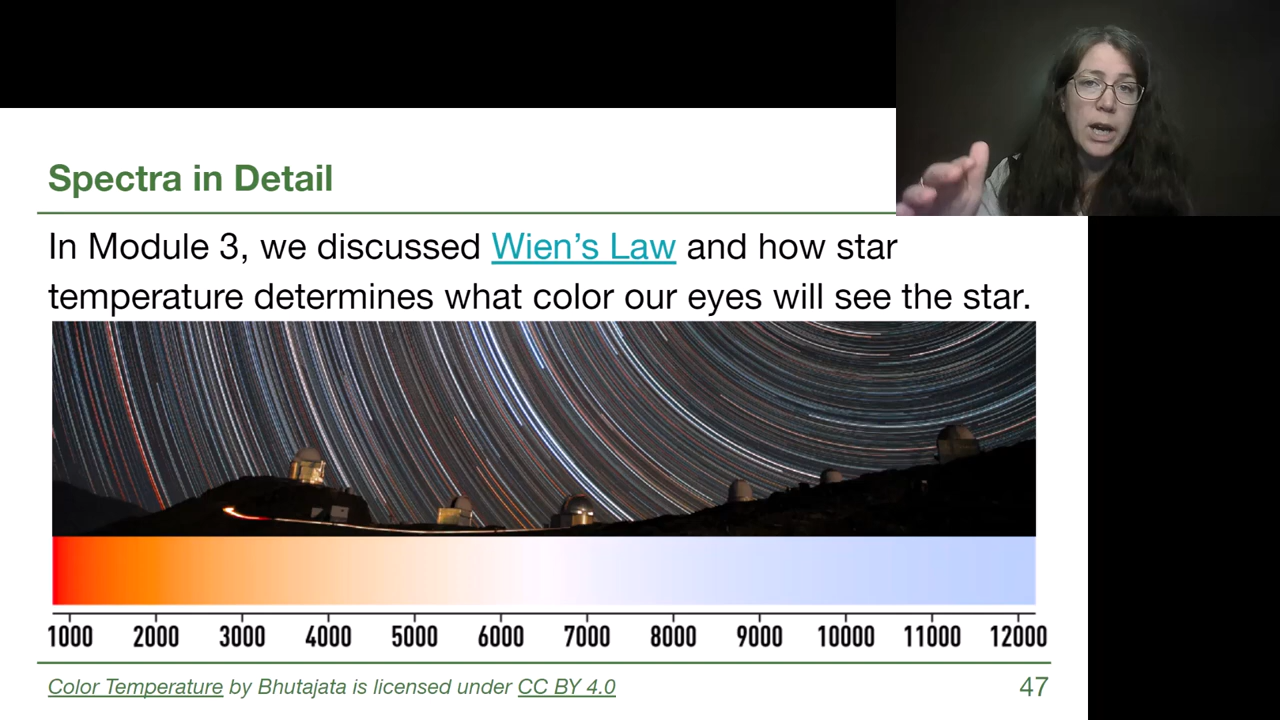 Spectra in Detail
In Module 3, we discussed Wien’s Law and how star
temperature determines what color our eyes will see the star.
1000 2000 3000 4000 5000 6000 7000 8000 9000 10000 11000 12000
Color Temperature by Bhutajata is licensed under CC BY 4.0
47